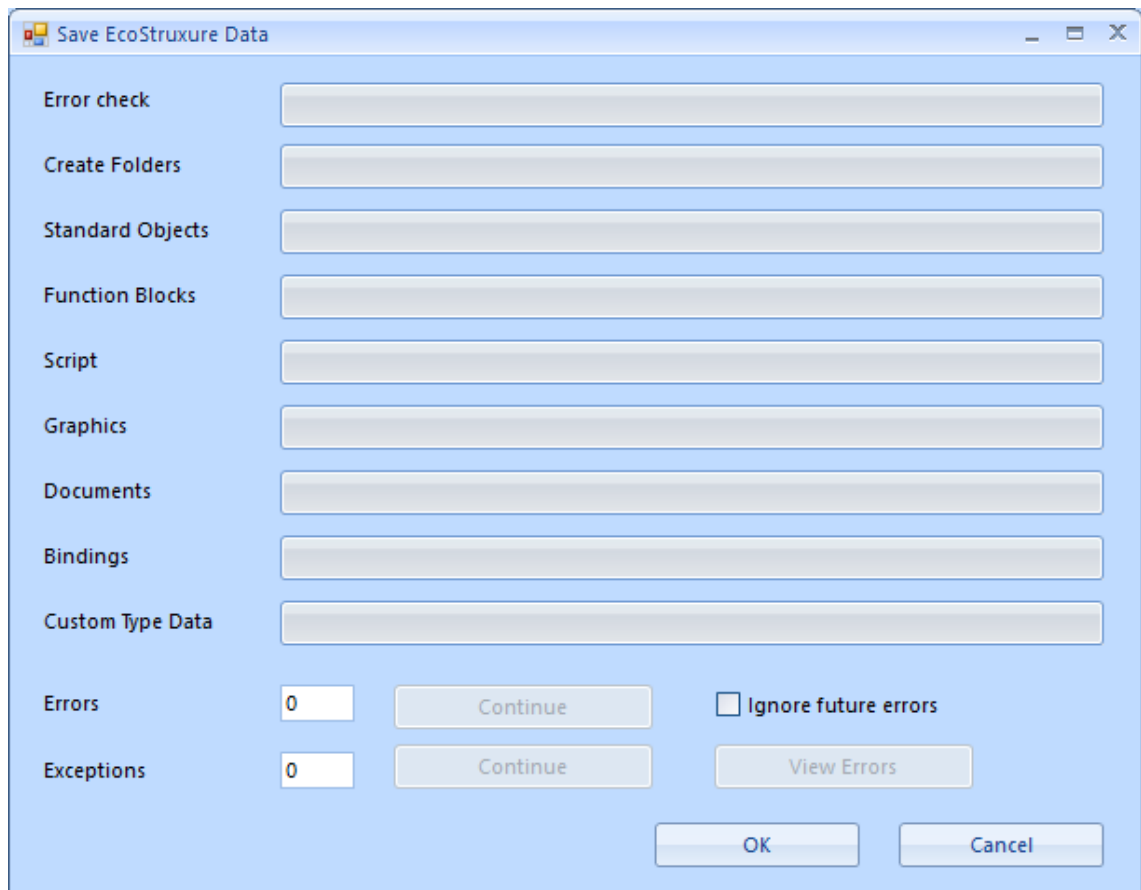 Save EcoStruxure Data
Error check
Create Folders
Standard Objects
Function Blocks
Script
Graphics
Documents
Bindings
Custom Type Data
Errors 0 Continue Ignore future errors
Exceptions 0 Continue View Errors
OK Cancel